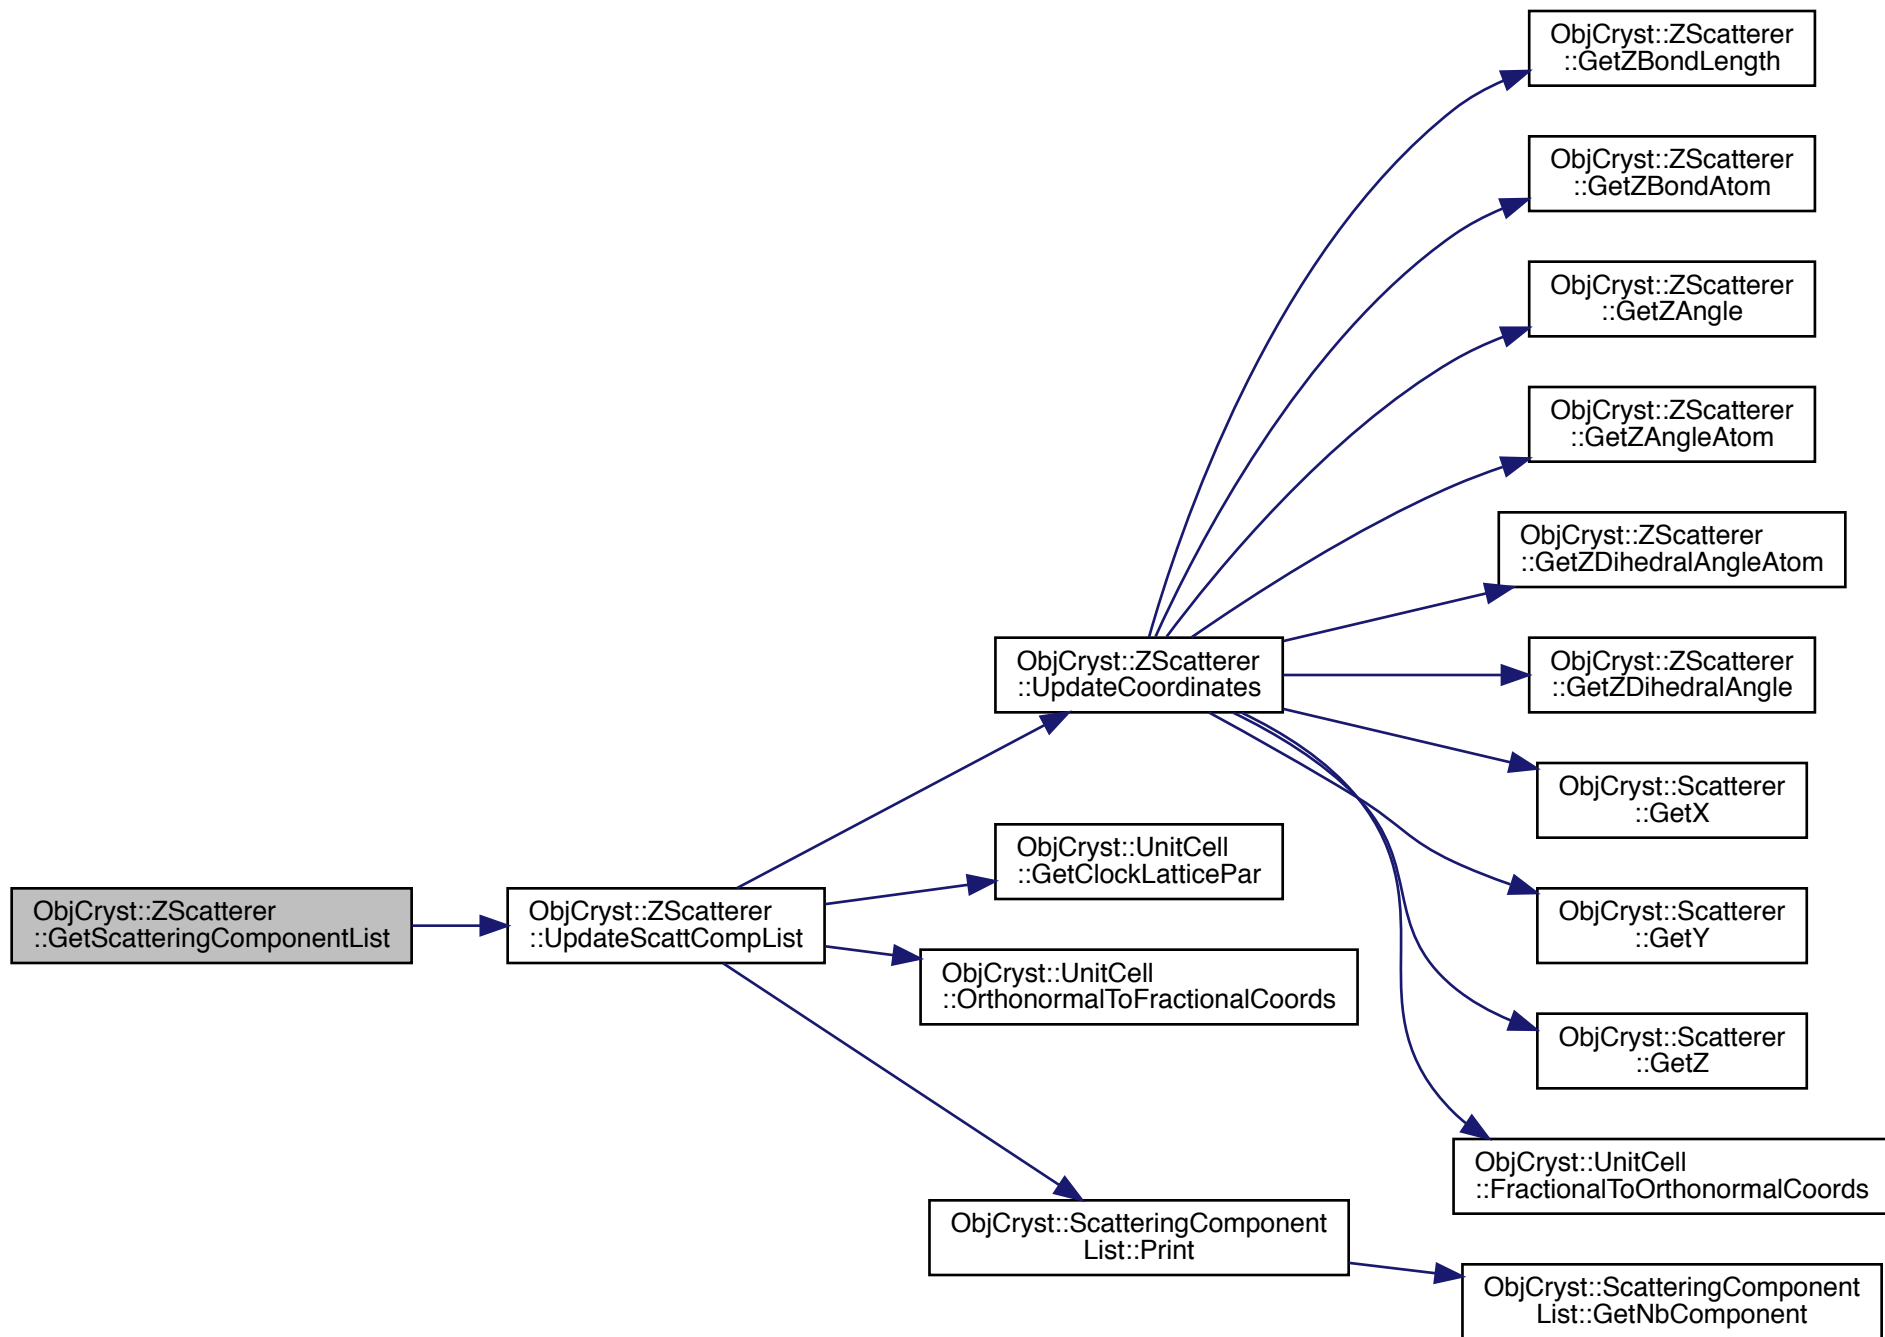 ObjCryst::ZScatterer
::GetZBondLength
ObjCryst::ZScatterer
::GetZBondAtom
ObjCryst::ZScatterer
::GetZAngle
ObjCryst::ZScatterer
::GetZAngleAtom
ObjCryst::ZScatterer
::GetZDihedralAngleAtom
ObjCryst::ZScatterer
::UpdateCoordinates
ObjCryst::ZScatterer
::GetZDihedralAngle
ObjCryst::Scatterer
::GetX
ObjCryst::UnitCell
::GetClockLatticePar
ObjCryst::ZScatterer
::GetScatteringComponentList
ObjCryst::ZScatterer
::UpdateScattCompList
ObjCryst::Scatterer
::GetY
ObjCryst::UnitCell
::OrthonormalToFractionalCoords
ObjCryst::Scatterer
::GetZ
ObjCryst::UnitCell
::FractionalToOrthonormalCoords
ObjCryst::ScatteringComponent
List::Print
ObjCryst::ScatteringComponent
List::GetNbComponent